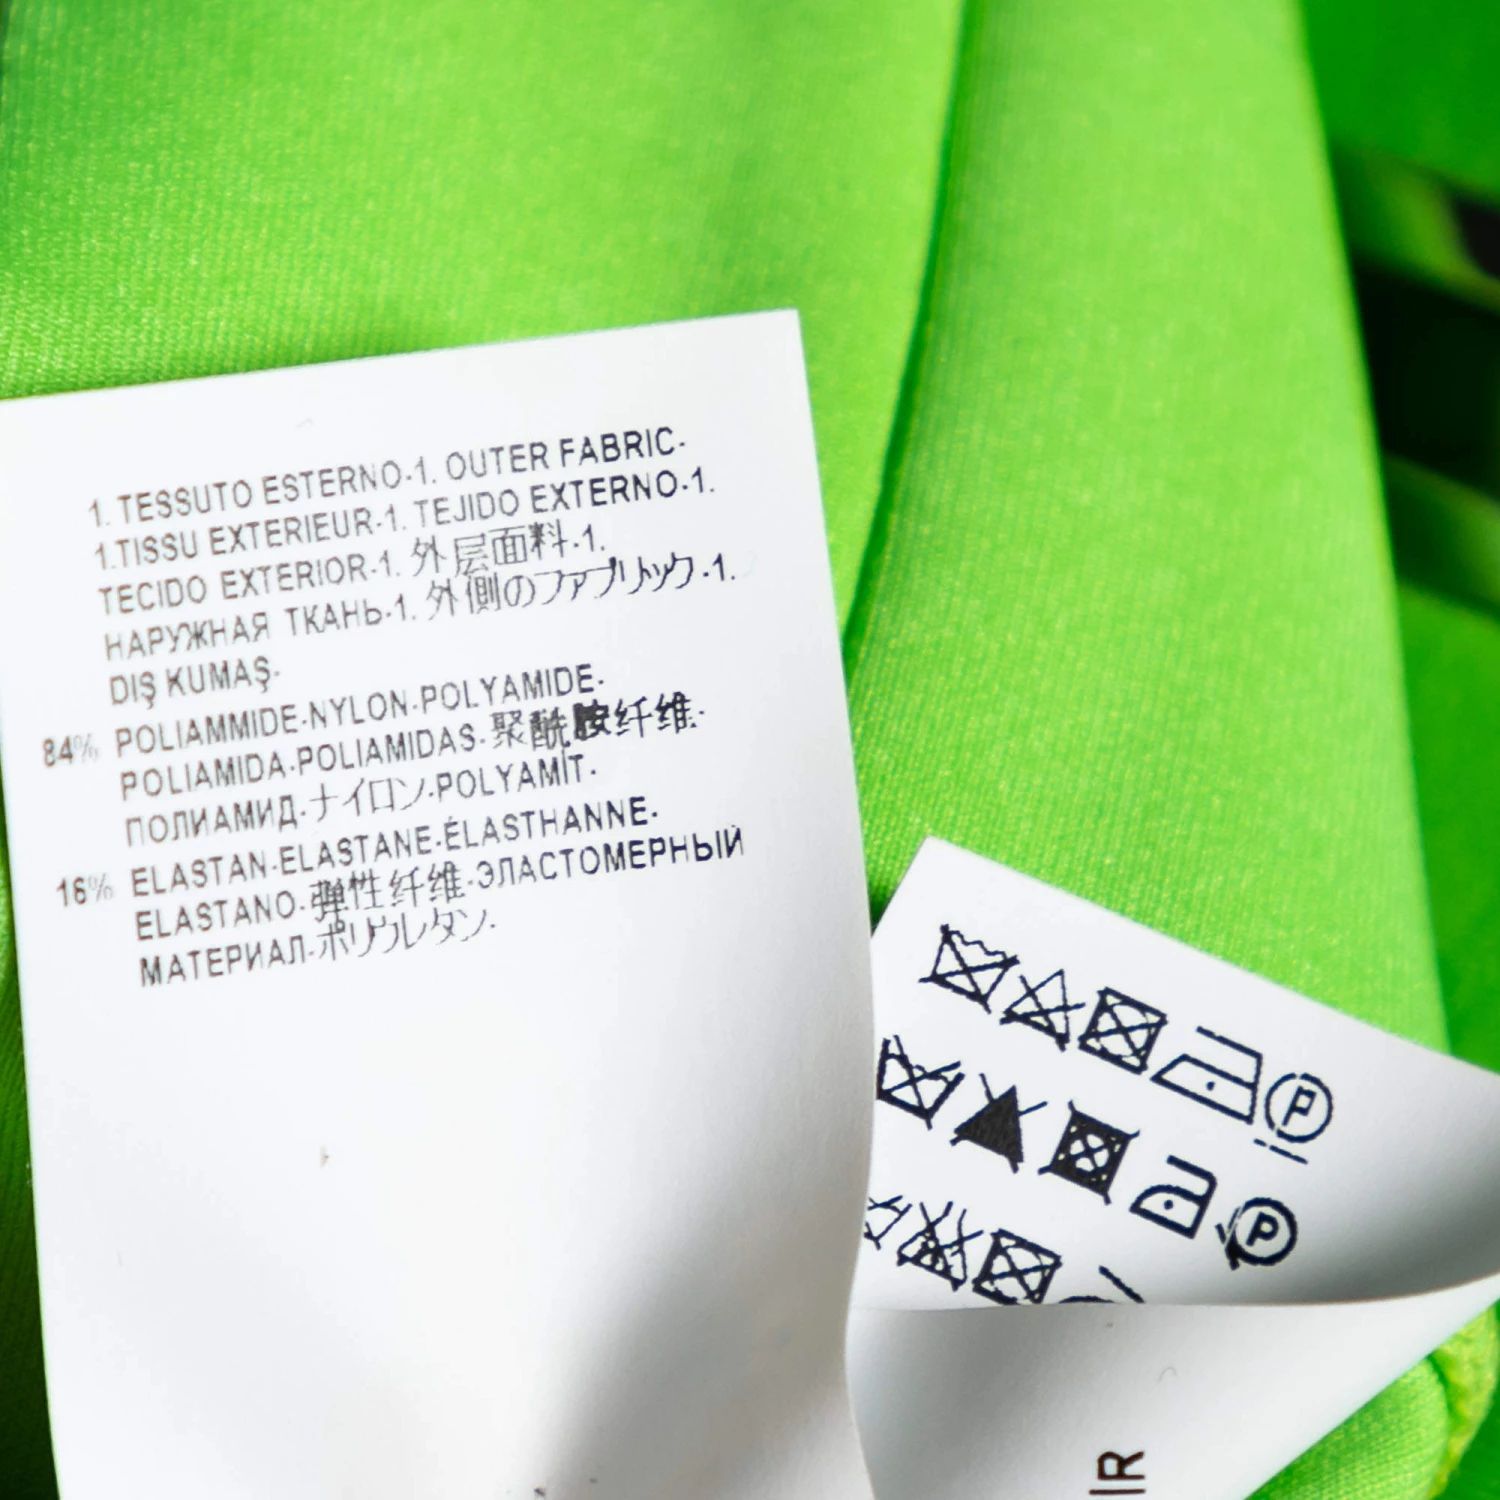 1. TESSUTO ESTERNO-1. OUTER FABRIC-
1.TISSU EXTERIEUR-1. TEJIDO EXTERNO-1.
TECIDO EXTERIOR-1. 外层面料-1.
НАРУЖНАЯ ТКАНЬ-1. 外側のファブリック-1.
DIŞ KUMAŞ-
84% POLIAMMIDE-NYLON-POLYAMIDE-
POLIAMIDA-POLIAMIDAS-聚酰胺纤维-
ПОЛИАМИД-ナイロン-POLYAMİT-
16% ELASTAN-ELASTANE-ÉLASTHANNE-
ELASTANO-弹性纤维-ЭЛАСТОМЕРНЫЙ
МАТЕРИАЛ-ポリウレタン-
P
P
IR